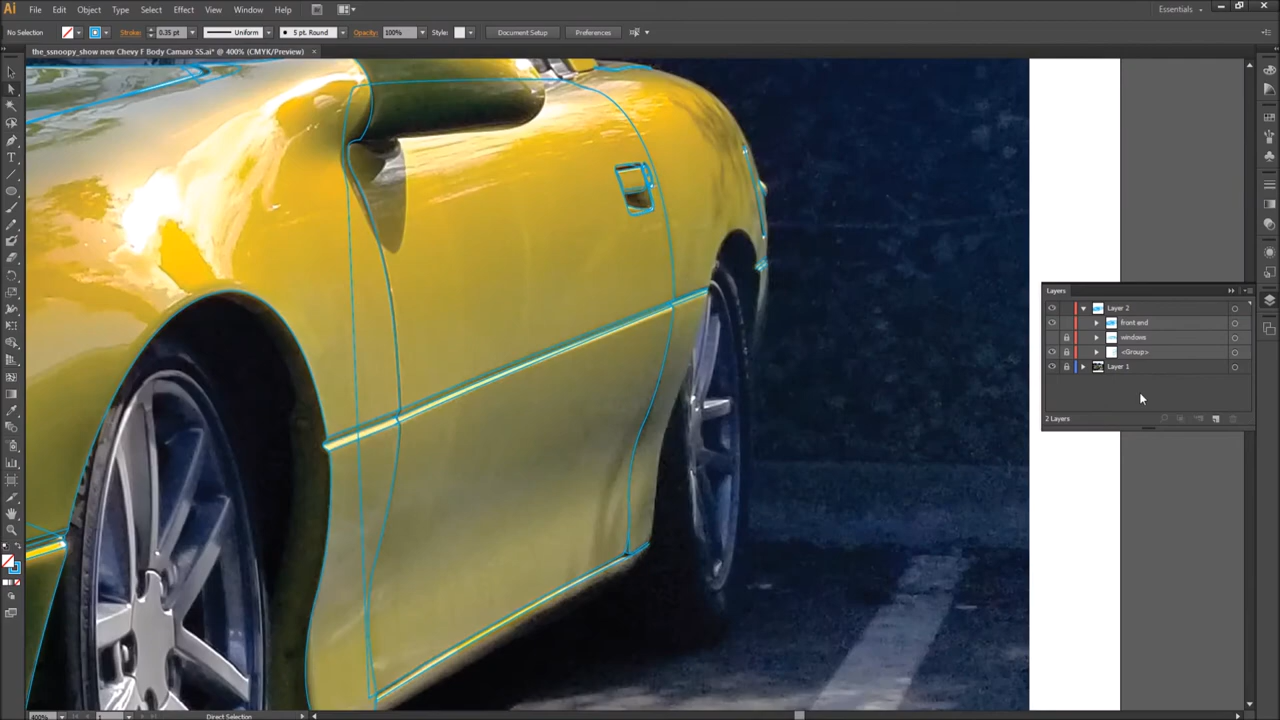 Ai File Edit Object Type Select Effect View Window Help Essentials
No Selection Stroke: 0.35 pt Uniform 5 pt. Round Opacity: 100% Style: Document Setup Preferences
the_ssnoopy_show new Chevy F Body Camaro SS.ai* @ 400% (CMYK/Preview)
Layers
Layer 2
front end
windows
<Group>
Layer 1
2 Layers
400% 1 Direct Selection